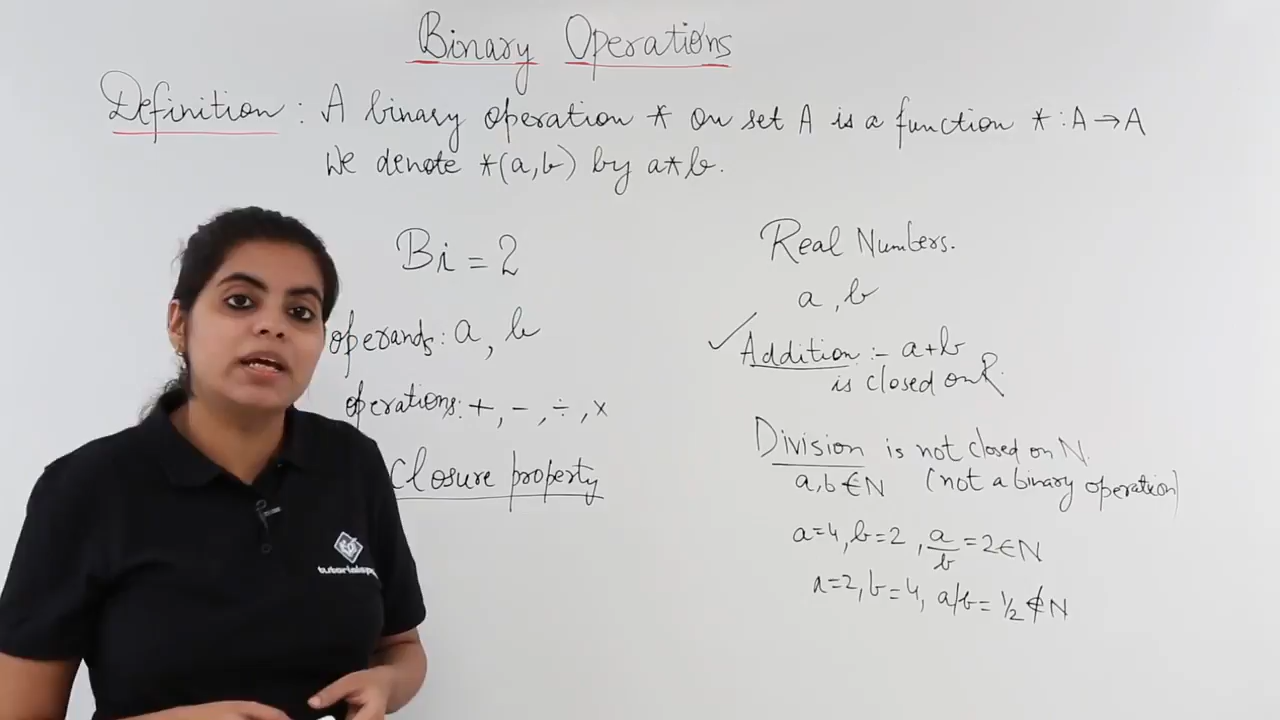 Binary Operations
Definition : A binary operation * on set A is a function * : A → A
We denote *(a, b) by a * b.
Bi = 2
operands : a, b
operations : +, -, ÷, ×
Closure property
Real Numbers.
a, b
✓ Addition :- a+b
is closed on R.
Division is not closed on N.
a, b ∈ N (not a binary operation)
a=4, b=2, a/b = 2 ∈ N
a=2, b=4, a/b = 1/2 ∉ N